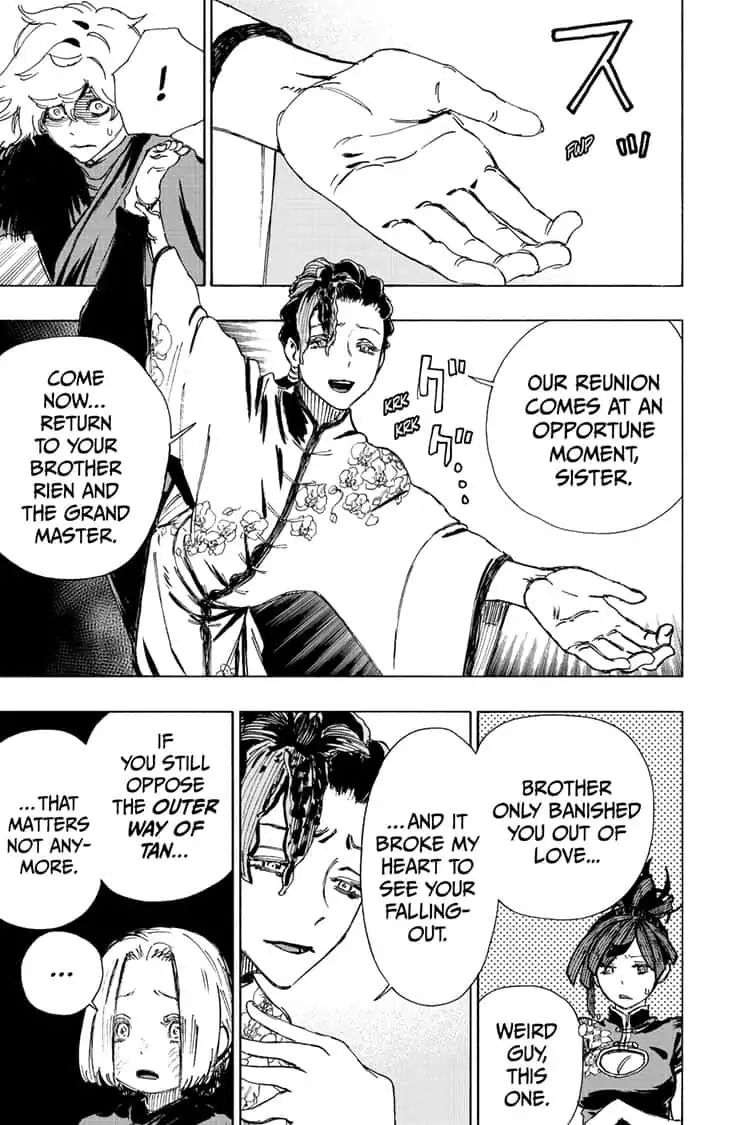 ス
FWP
ッ
!
OUR REUNION
COMES AT AN
OPPORTUNE
MOMENT,
SISTER.
グ
グ...
KRK
KRK
COME
NOW...
RETURN
TO YOUR
BROTHER
RIEN AND
THE GRAND
MASTER.
BROTHER
ONLY BANISHED
YOU OUT OF
LOVE...
WEIRD
GUY,
THIS
ONE.
...AND IT
BROKE MY
HEART TO
SEE YOUR
FALLING-
OUT.
IF
YOU STILL
OPPOSE
THE OUTER
WAY OF
TAN...
...THAT
MATTERS
NOT ANY-
MORE.
...